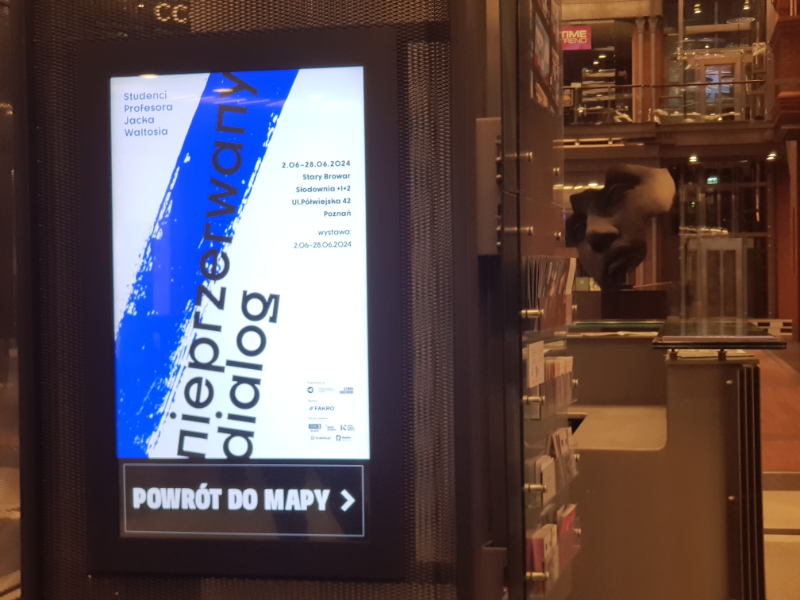 CC
TIME
TREND
Studenci
Profesora
Jacka
Waltosia
nieprzerwany
dialog
2.06–28.06.2024
Stary Browar
Słodownia +1+2
Ul.Półwiejska 42
Poznań
wystawa:
2.06–28.06.2024
FAKRO
POWRÓT DO MAPY >